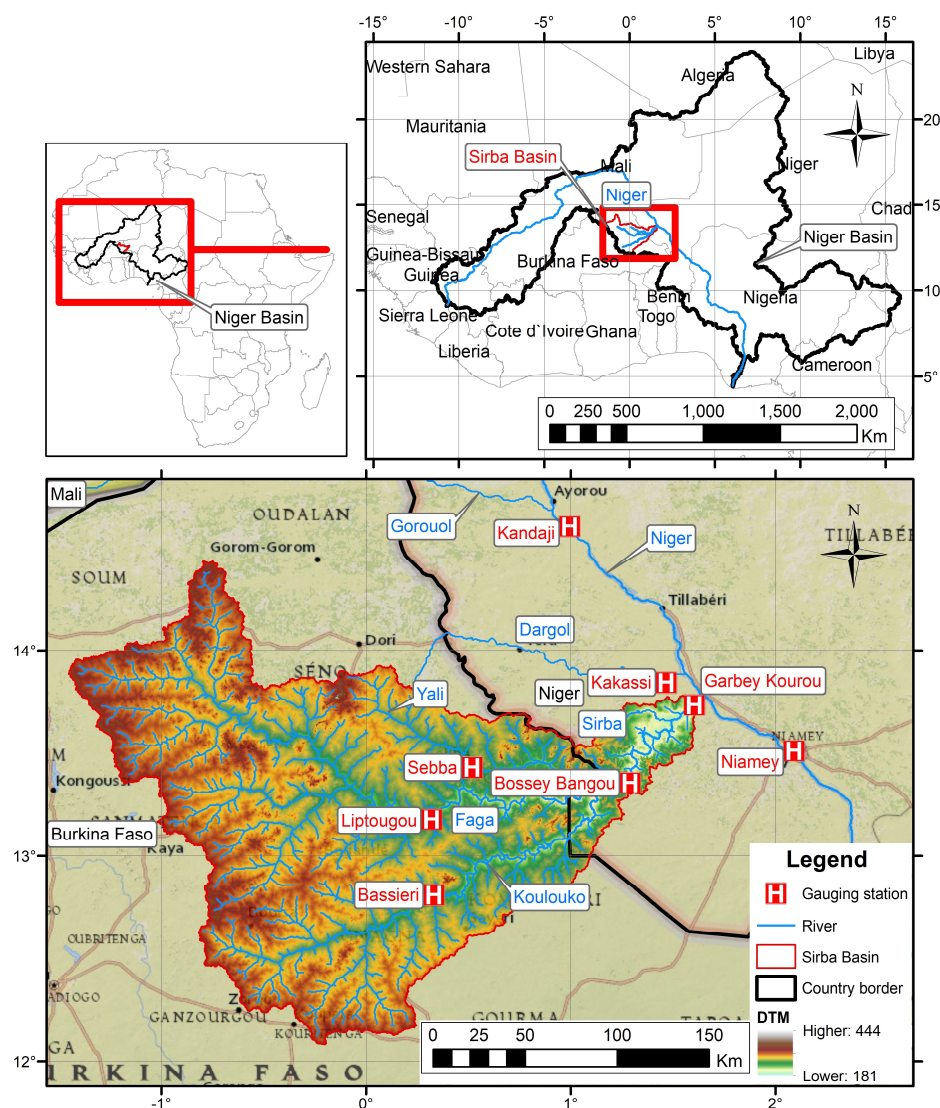 -15° -10° -5° 0° 5° 10° 15°
Libya
Western Sahara
Algeria
N
20
Mauritania
Sirba Basin
Mali
Niger
15
Niger
Senegal
Chad
Niger Basin
Guinea-Bissau
Burkina Faso
Guinea
10
Benin
Nigeria
Sierra Leone
Togo
Cote d`Ivoire
Ghana
Liberia
Cameroon
5°
0 250 500 1,000 1,500 2,000
Km
Niger Basin
Mali
Ayorou
OUDALAN
Gorouol
Kandaji
H
Niger
N
TILLABÉR
Gorom-Gorom
SOUM
Tillabéri
14°
Dori
Dargol
SÉNO
Kakassi
H
Garbey Kourou
H
Yali
Niger
Sirba
NIAMEY
Niamey
H
Sebba
H
Bossey Bangou
H
Kongoussi
Liptougou
H
Faga
Burkina Faso
Kaya
13°
Bassieri
H
Koulouko
OUBRITENGA
ADIOGO
GANZOURGOU
GOURMA
12°
RKINA FASO
-1° 0° 1° 2°
0 25 50 100 150
Km
Legend
H Gauging station
River
Sirba Basin
Country border
DTM
Higher: 444
Lower: 181